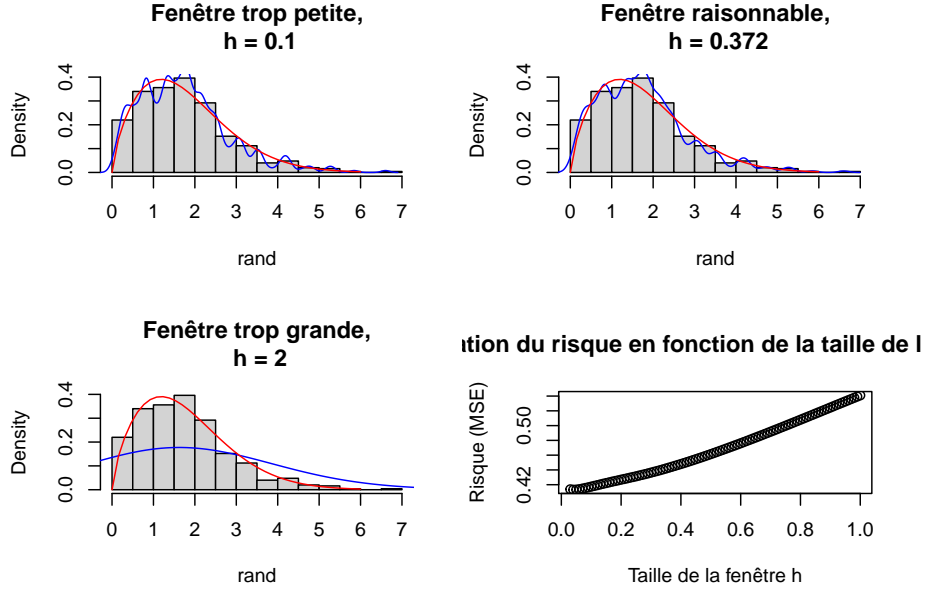 Fenêtre trop petite,
h = 0.1
Density
0.0 0.2 0.4
0 1 2 3 4 5 6 7
rand
Fenêtre raisonnable,
h = 0.372
Density
0.0 0.2 0.4
0 1 2 3 4 5 6 7
rand
Fenêtre trop grande,
h = 2
Density
0.0 0.2 0.4
0 1 2 3 4 5 6 7
rand
ation du risque en fonction de la taille de l
Risque (MSE)
0.42 0.50
0.0 0.2 0.4 0.6 0.8 1.0
Taille de la fenêtre h